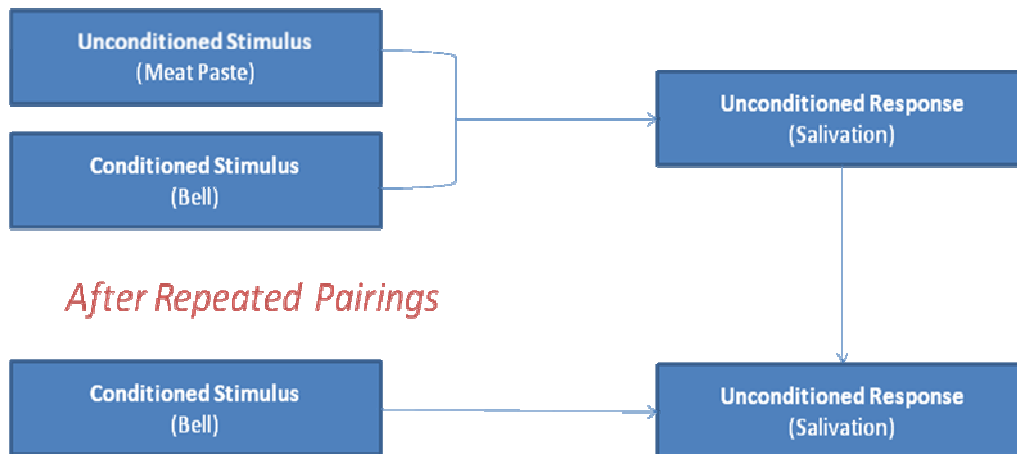 Unconditioned Stimulus
(Meat Paste)
Unconditioned Response
(Salivation)
Conditioned Stimulus
(Bell)
After Repeated Pairings
Conditioned Stimulus
(Bell)
Unconditioned Response
(Salivation)